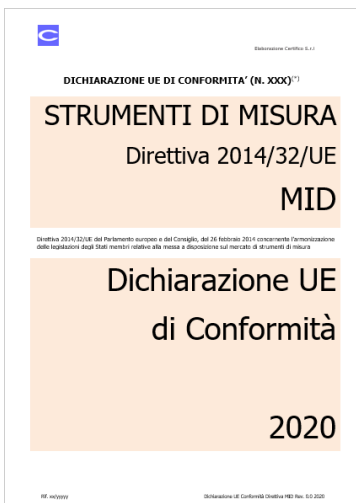 C
Elaborazione Certifico S.r.l
DICHIARAZIONE UE DI CONFORMITA' (N. XXX)(*)
STRUMENTI DI MISURA
Direttiva 2014/32/UE
MID
Direttiva 2014/32/UE del Parlamento europeo e del Consiglio, del 26 febbraio 2014 concernente l'armonizzazione
delle legislazioni degli Stati membri relative alla messa a disposizione sul mercato di strumenti di misura
Dichiarazione UE
di Conformità
2020
Rif. xx/yyyyy
Dichiarazione UE Conformità Direttiva MID Rev. 0.0 2020